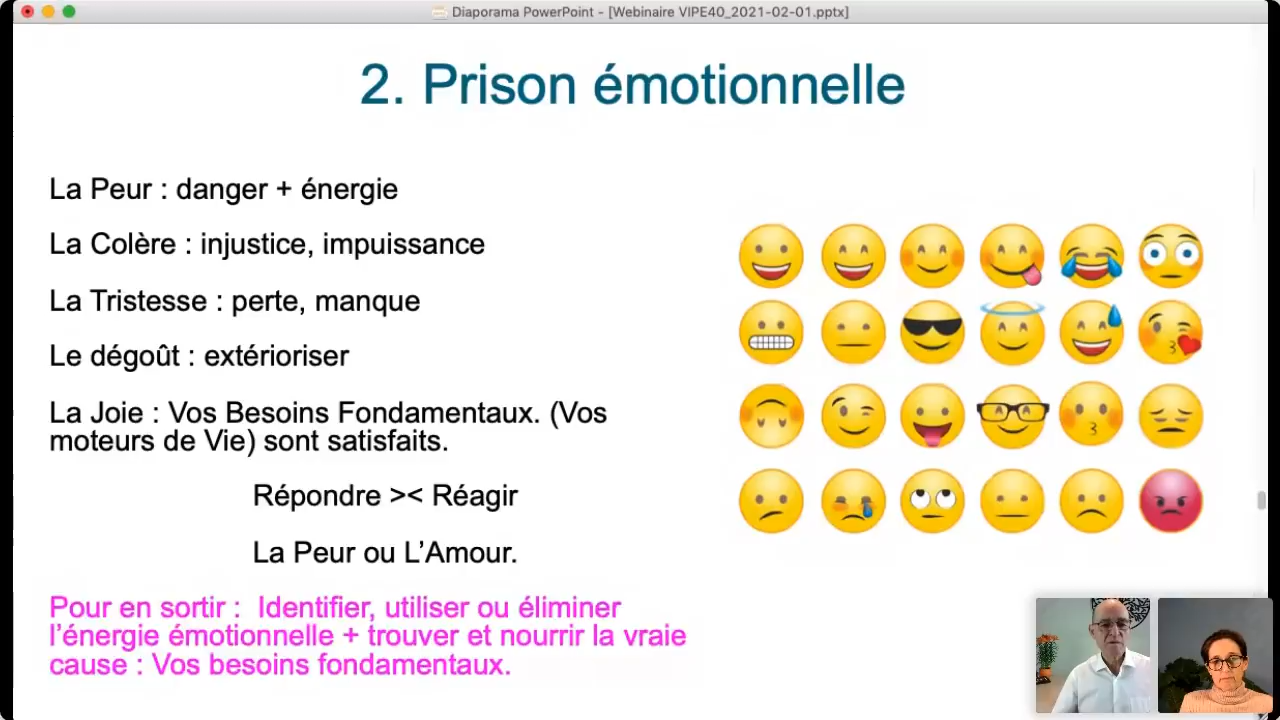 Diaporama PowerPoint - [Webinaire VIPE40_2021-02-01.pptx]
2. Prison émotionnelle
La Peur : danger + énergie
La Colère : injustice, impuissance
La Tristesse : perte, manque
Le dégoût : extérioriser
La Joie : Vos Besoins Fondamentaux. (Vos
moteurs de Vie) sont satisfaits.
Répondre >< Réagir
La Peur ou L’Amour.
Pour en sortir :  Identifier, utiliser ou éliminer
l’énergie émotionnelle + trouver et nourrir la vraie
cause : Vos besoins fondamentaux.